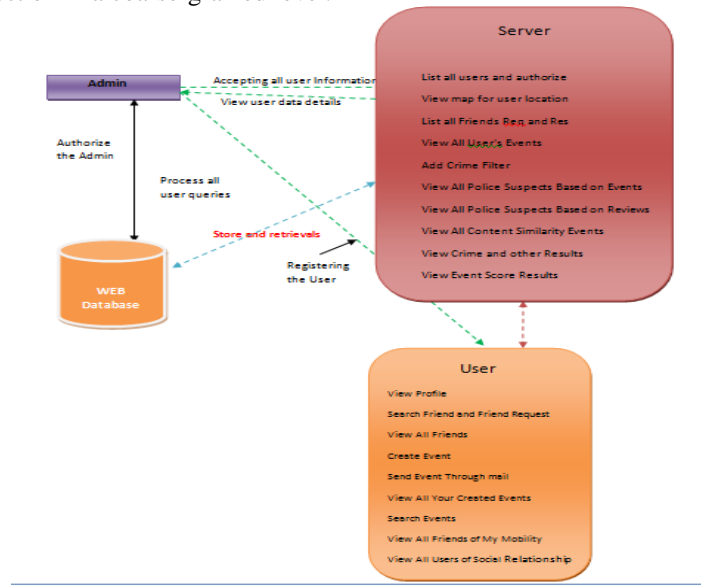 Server
Admin
Accepting all user Information
View user data details
List all users and authorize
View map for user location
List all Friends Req and Res
View All User's Events
Add Crime Filter
View All Police Suspects Based on Events
View All Police Suspects Based on Reviews
View All Content Similarity Events
View Crime and other Results
View Event Score Results
Authorize
the Admin
Process all
user queries
Store and retrievals
Registering
the User
WEB
Database
User
View Profile
Search Friend and Friend Request
View All Friends
Create Event
Send Event Through mail
View All Your Created Events
Search Events
View All Friends of My Mobility
View All Users of Social Relationship